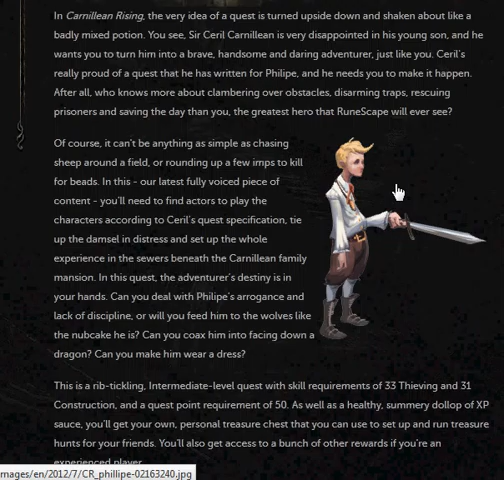 In Carnillean Rising, the very idea of a quest is turned upside down and shaken about like a
badly mixed potion. You see, Sir Ceril Carnillean is very disappointed in his young son, and he
wants you to turn him into a brave, handsome and daring adventurer, just like you. Ceril's
really proud of a quest that he has written for Philipe, and he needs you to make it happen.
After all, who knows more about clambering over obstacles, disarming traps, rescuing
prisoners and saving the day than you, the greatest hero that RuneScape will ever see?
Of course, it can't be anything as simple as chasing
sheep around a field, or rounding up a few imps to kill
for beads. In this - our latest fully voiced piece of
content - you'll need to find actors to play the
characters according to Ceril's quest specification, tie
up the damsel in distress and set up the whole
experience in the sewers beneath the Carnillean family
mansion. In this quest, the adventurer's destiny is in
your hands. Can you deal with Philipe's arrogance and
lack of discipline, or will you feed him to the wolves like
the nubcake he is? Can you coax him into facing down a
dragon? Can you make him wear a dress?
This is a rib-tickling, Intermediate-level quest with skill requirements of 33 Thieving and 31
Construction, and a quest point requirement of 50. As well as a healthy, summery dollop of XP
sauce, you'll get your own, personal treasure chest that you can use to set up and run treasure
hunts for your friends. You'll also get access to a bunch of other rewards if you're an
experienced player.
mages/en/2012/7/CR_phillipe-02163240.jpg